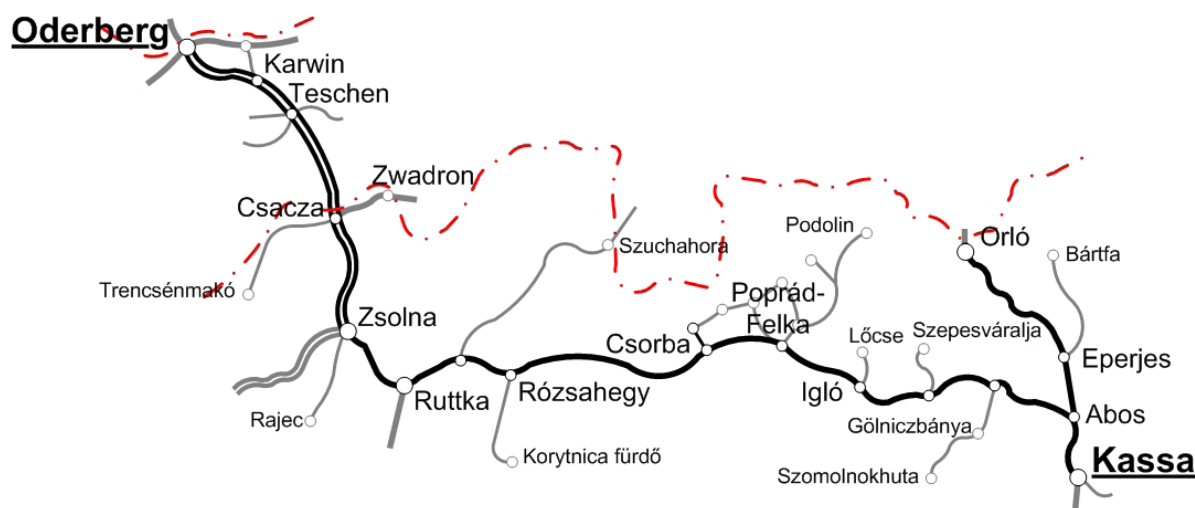 Oderberg
Karwin
Teschen
Zwadron
Csacza
Szuchahora
Podolin
Orló
Bártfa
Trencsénmakó
Poprád-
Felka
Zsolna
Csorba
Lőcse
Szepesváralja
Eperjes
Ruttka
Rózsahegy
Igló
Rajec
Gölniczbánya
Abos
Korytnica fürdő
Szomolnokhuta
Kassa